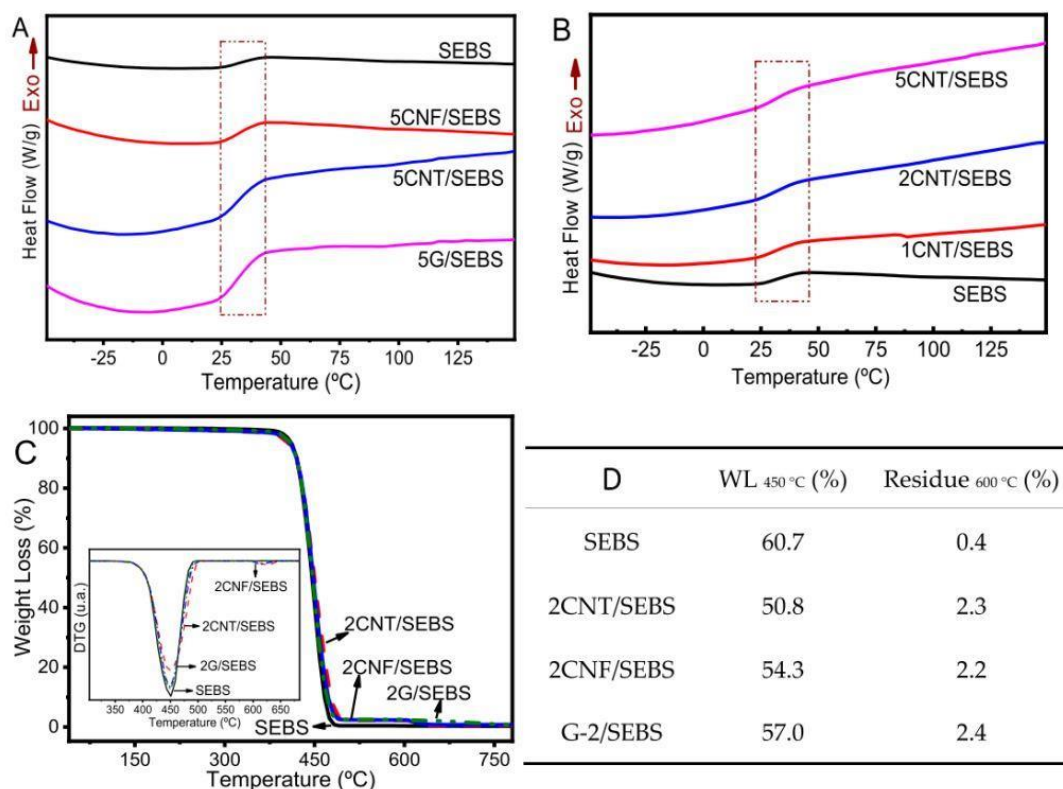 A
Heat Flow (W/g) Exo
SEBS
5CNF/SEBS
5CNT/SEBS
5G/SEBS
-25 0 25 50 75 100 125
Temperature (ºC)
B
Heat Flow (W/g) Exo
5CNT/SEBS
2CNT/SEBS
1CNT/SEBS
SEBS
-25 0 25 50 75 100 125
Temperature (ºC)
C
Weight Loss (%)
100
80
60
40
20
0
2CNT/SEBS
2CNF/SEBS
2G/SEBS
SEBS
150 300 450 600 750
Temperature (ºC)
DTG (u.a.)
2CNF/SEBS
2CNT/SEBS
2G/SEBS
SEBS
350 400 450 500 550 600 650
Temperature (ºC)
D WL 450 °C (%) Residue 600 °C (%)
SEBS 60.7 0.4
2CNT/SEBS 50.8 2.3
2CNF/SEBS 54.3 2.2
G-2/SEBS 57.0 2.4